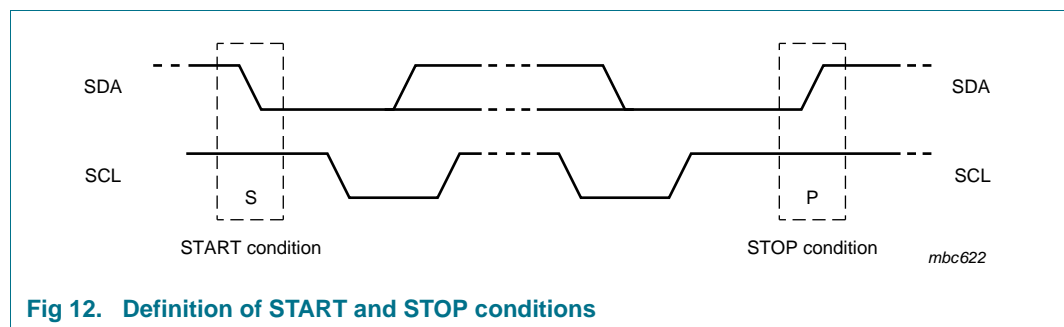 SDA
SDA
SCL
SCL
S
P
START condition
STOP condition
mbc622
Fig 12. Definition of START and STOP conditions